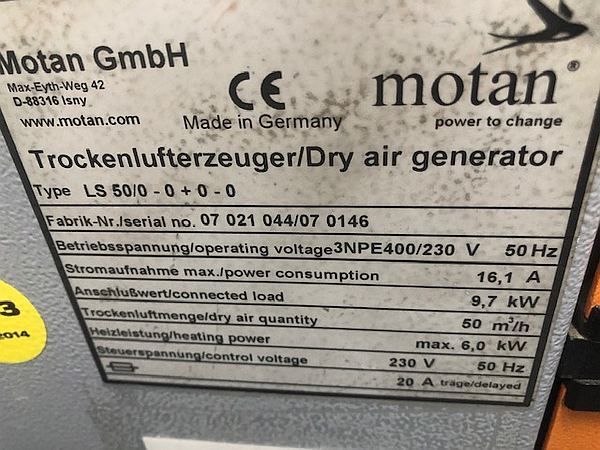 Motan GmbH
Max-Eyth-Weg 42
D-88316 Isny
www.motan.com
CE
Made in Germany
motan®
power to change
Trockenlufterzeuger/Dry air generator
Type LS 50/0 - 0 + 0 - 0
Fabrik-Nr./serial no. 07 021 044/07 0146
Betriebsspannung/operating voltage 3NPE400/230 V 50 Hz
Stromaufnahme max./power consumption 16,1 A
Anschlußwert/connected load 9,7 kW
Trockenluftmenge/dry air quantity 50 m³/h
Heizleistung/heating power max. 6,0 kW
Steuerspannung/control voltage 230 V 50 Hz
20 A träge/delayed
3
2014